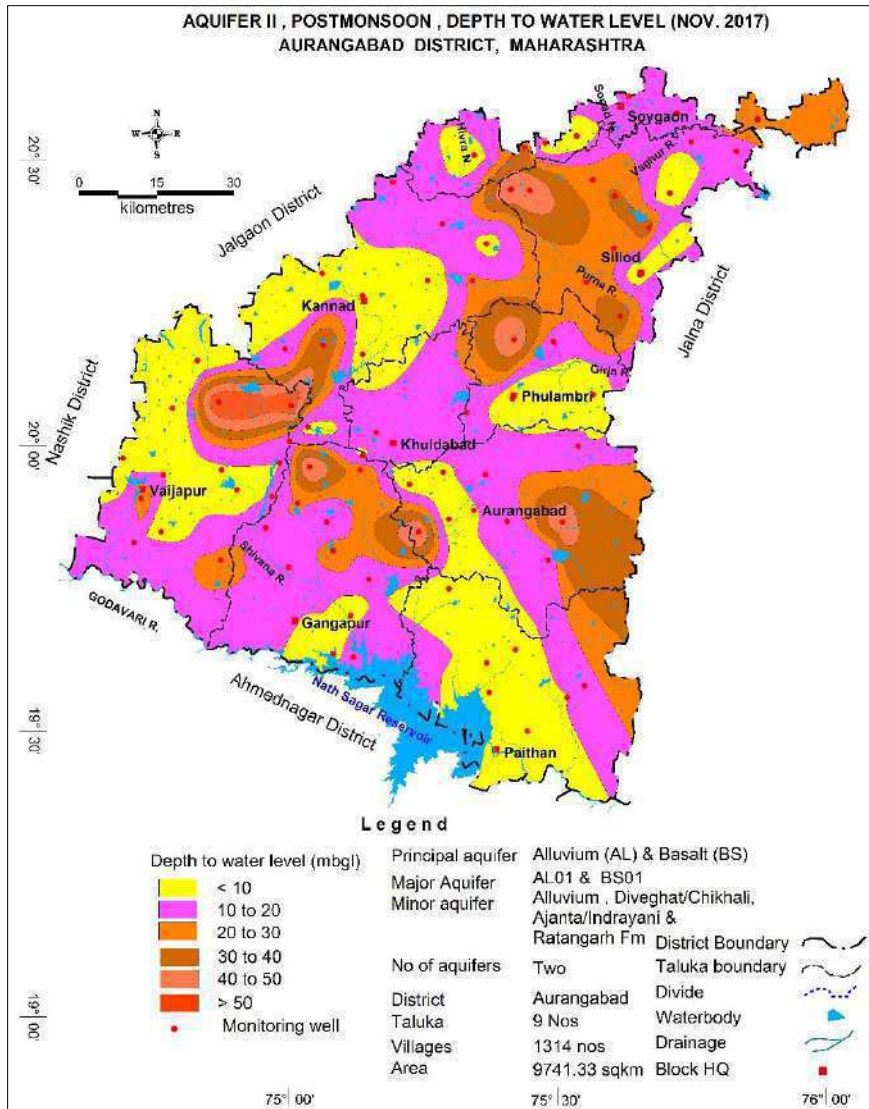 AQUIFER II , POSTMONSOON , DEPTH TO WATER LEVEL (NOV. 2017)
AURANGABAD DISTRICT, MAHARASHTRA
N
W E
S
0 15 30
kilometres
20° 30'
20° 00'
19° 30'
19° 00'
Jalgaon District
Hivra N.
Soyad N.
Soygaon
Vaghur R.
Sillod
Purna R.
Jalna District
Kannad
Girja R.
Phulambri
Nashik District
Khuldabad
Vaijapur
Aurangabad
Shivana R.
GODAVARI R.
Gangapur
Ahmednagar District
Nath Sagar Reservoir
Paithan
Legend
Depth to water level (mbgl)
< 10
10 to 20
20 to 30
30 to 40
40 to 50
> 50
Monitoring well
Principal aquifer Alluvium (AL) & Basalt (BS)
Major Aquifer AL01 & BS01
Minor aquifer Alluvium , Diveghat/Chikhali,
Ajanta/Indrayani &
Ratangarh Fm
No of aquifers Two
District Aurangabad
Taluka 9 Nos
Villages 1314 nos
Area 9741.33 sqkm
District Boundary
Taluka boundary
Divide
Waterbody
Drainage
Block HQ
75° 00' 75° 30' 76° 00'